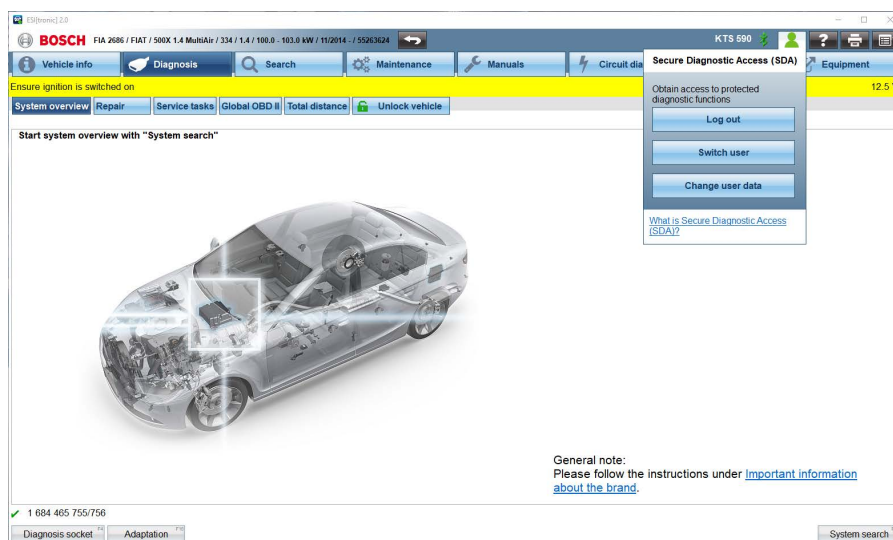 ESI[tronic] 2.0
BOSCH FIA 2686 / FIAT / 500X 1.4 MultiAir / 334 / 1.4 / 100.0 - 103.0 kW / 11/2014 - / 55263624
KTS 590
?
Vehicle info
Diagnosis
Search
Maintenance
Manuals
Circuit dia
Equipment
Ensure ignition is switched on
12.5 V
System overview
Repair
Service tasks
Global OBD II
Total distance
Unlock vehicle
Secure Diagnostic Access (SDA)
Obtain access to protected
diagnostic functions
Log out
Switch user
Change user data
What is Secure Diagnostic Access
(SDA)?
Start system overview with "System search"
General note:
Please follow the instructions under Important information
about the brand.
1 684 465 755/756
Diagnosis socket
Adaptation
System search